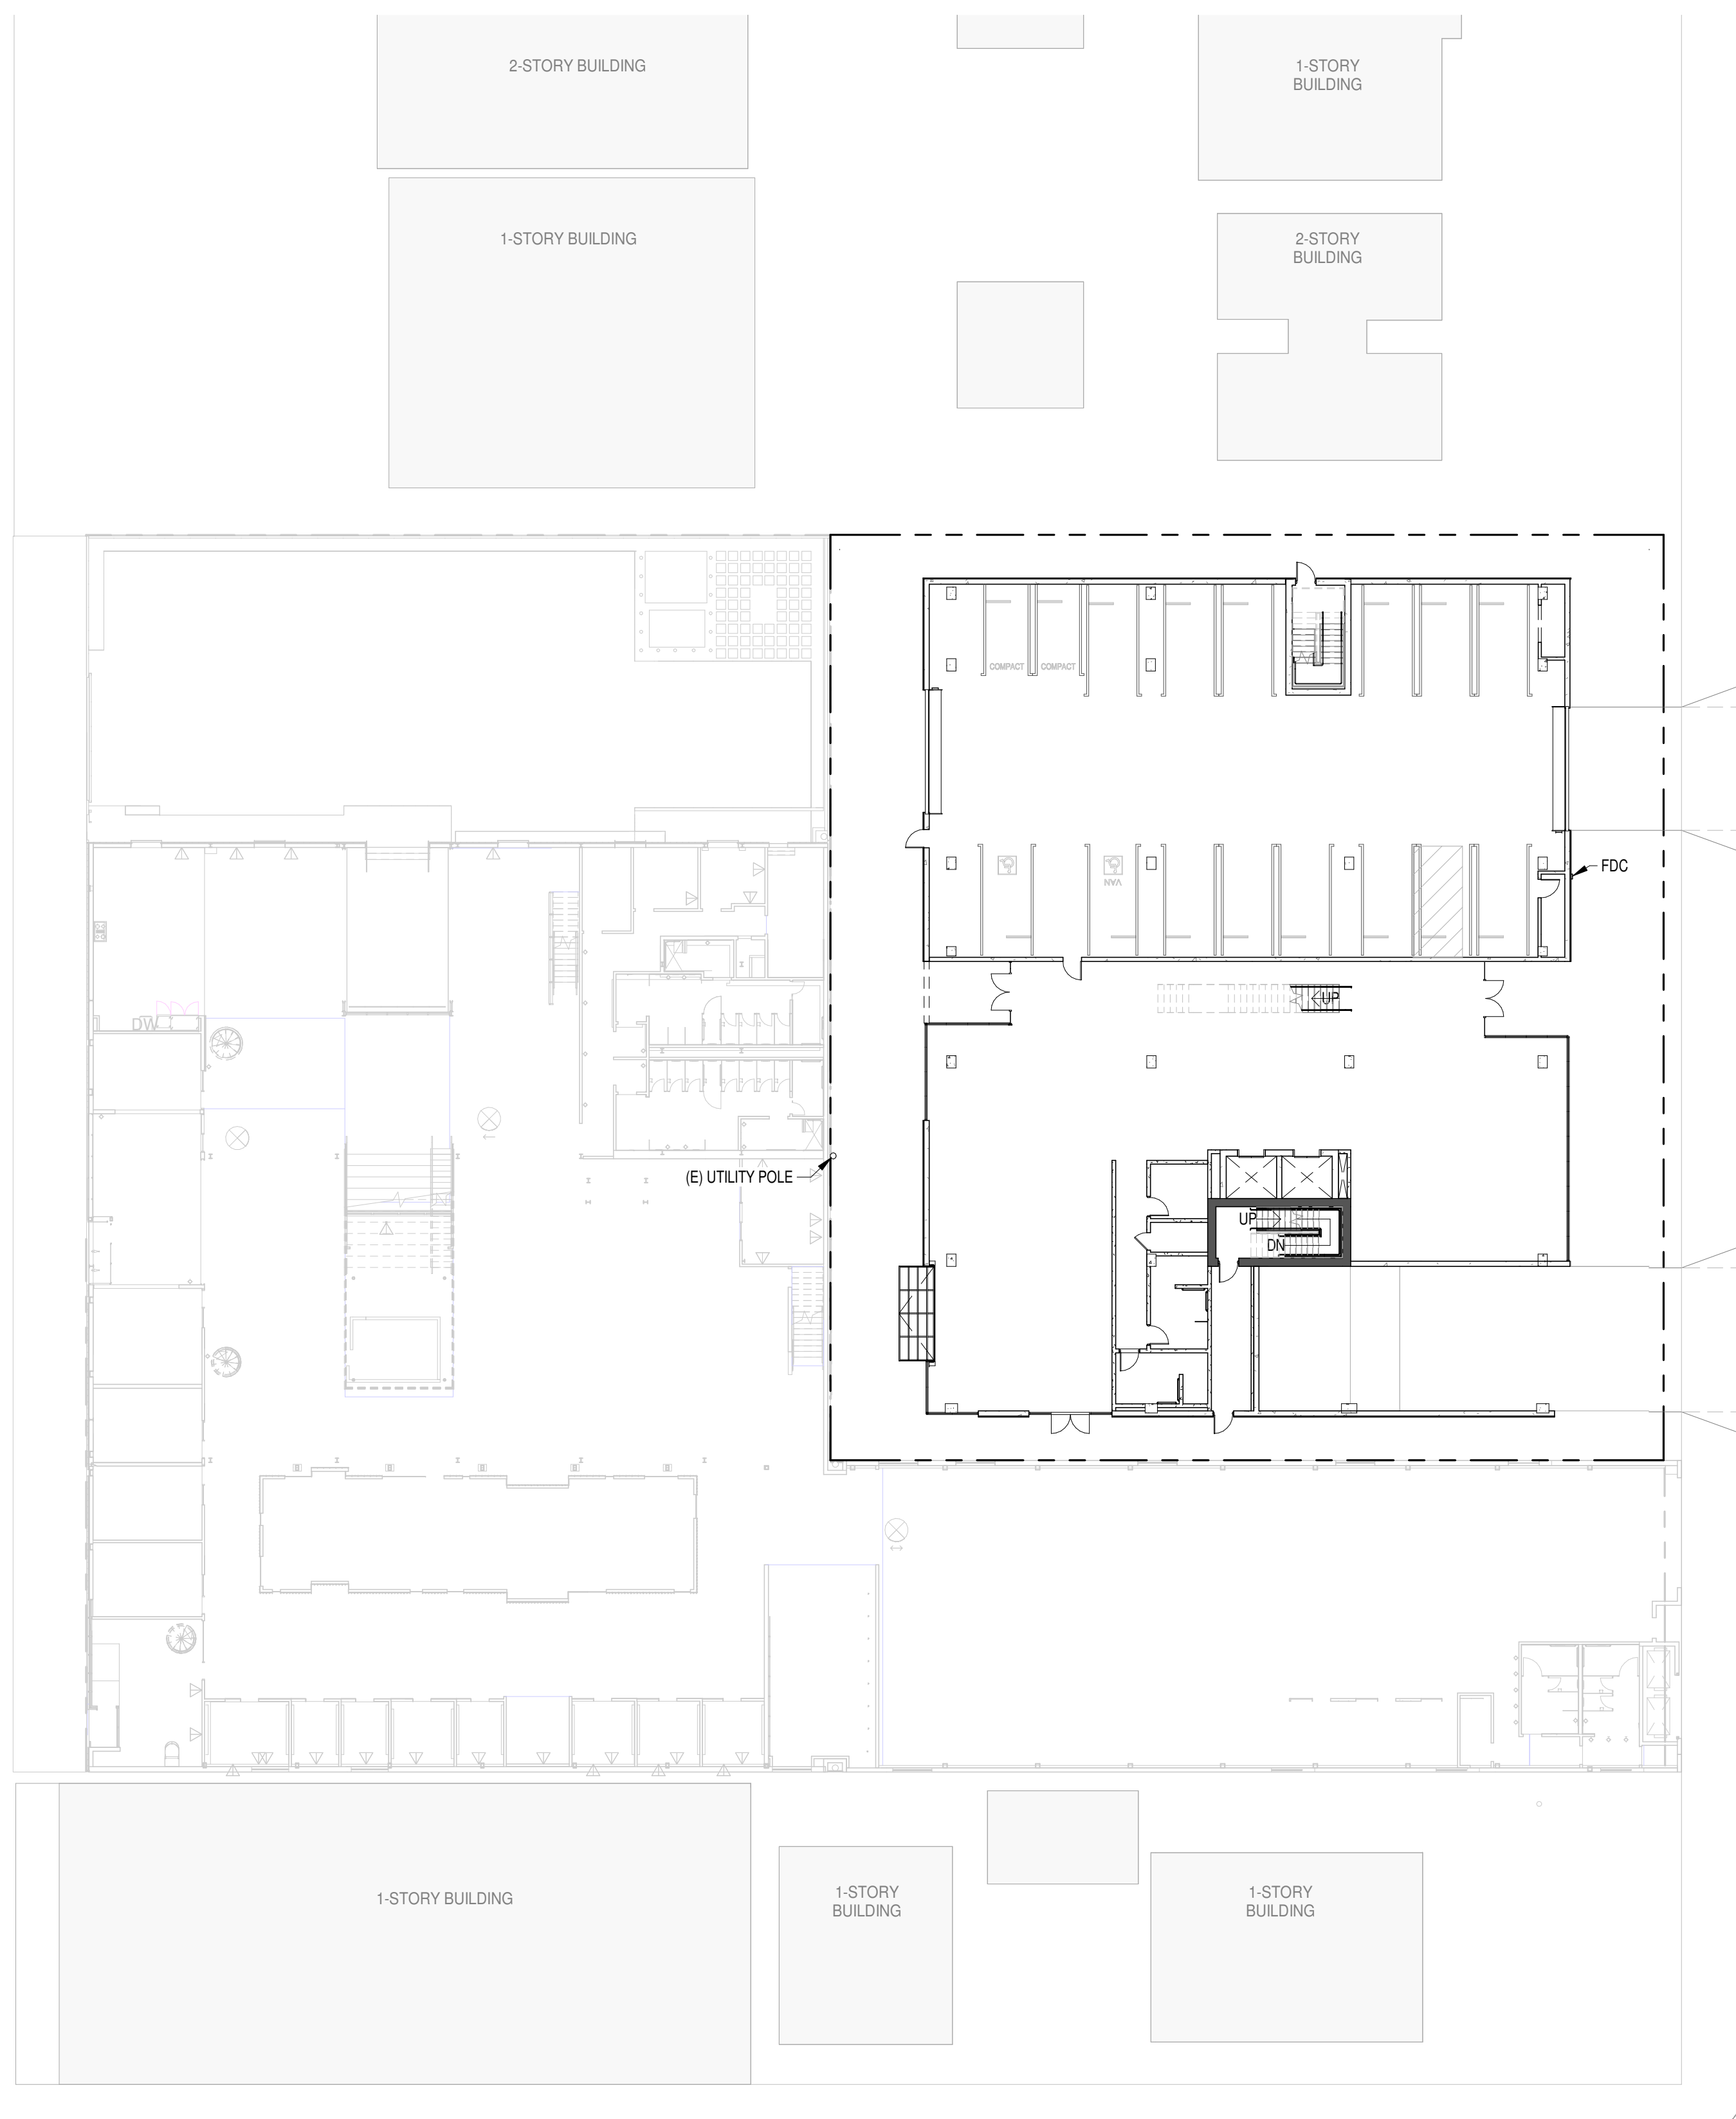 2-STORY BUILDING
1-STORY
BUILDING
1-STORY BUILDING
2-STORY
BUILDING
COMPACT
COMPACT
VAN
FDC
DW
UP
(E) UTILITY POLE
UP
DN
1-STORY BUILDING
1-STORY
BUILDING
1-STORY
BUILDING